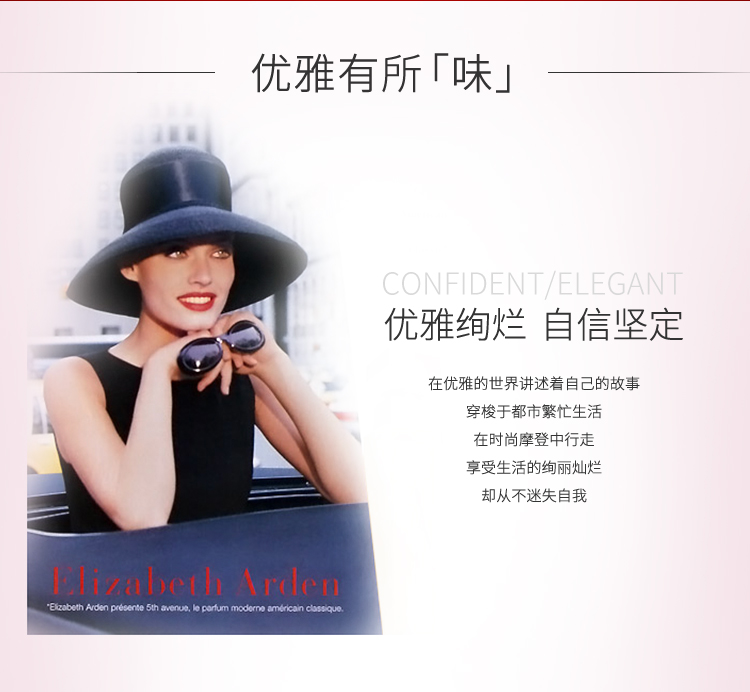 优雅有所「味」
CONFIDENT/ELEGANT
优雅绚烂 自信坚定
在优雅的世界讲述着自己的故事
穿梭于都市繁忙生活
在时尚摩登中行走
享受生活的绚丽灿烂
却从不迷失自我
Elizabeth Arden
"Elizabeth Arden présente 5th avenue, le parfum moderne américain classique.